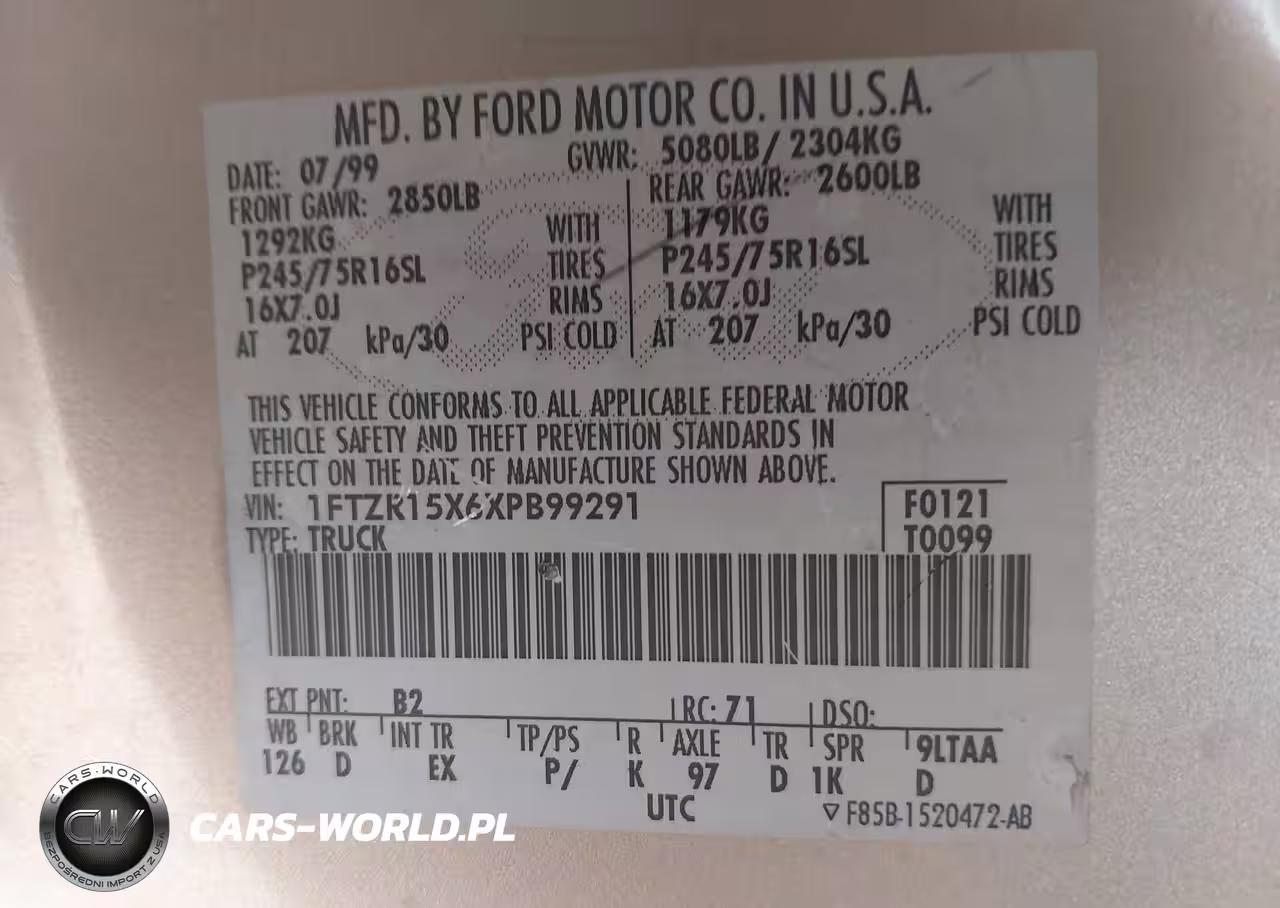 MFD. BY FORD MOTOR CO. IN U.S.A.
DATE: 07/99 GVWR: 5080LB/ 2304KG
FRONT GAWR: 2850LB REAR GAWR: 2600LB
1292KG WITH 1179KG WITH
P245/75R16SL TIRES P245/75R16SL TIRES
16X7.0J RIMS 16X7.0J RIMS
AT 207 kPa/30 PSI COLD AT 207 kPa/30 PSI COLD
THIS VEHICLE CONFORMS TO ALL APPLICABLE FEDERAL MOTOR
VEHICLE SAFETY AND THEFT PREVENTION STANDARDS IN
EFFECT ON THE DATE OF MANUFACTURE SHOWN ABOVE.
VIN: 1FTZR15X6XPB99291 F0121
TYPE: TRUCK T0099
EXT PNT: B2 RC: 71 DSO:
WB BRK INT TR TP/PS R AXLE TR SPR 9LTAA
126 D EX P/ K 97 D 1K D
UTC ▽F85B-1520472-AB
CARS-WORLD
CW
BEZPOŚREDNI IMPORT Z USA
CARS-WORLD.PL